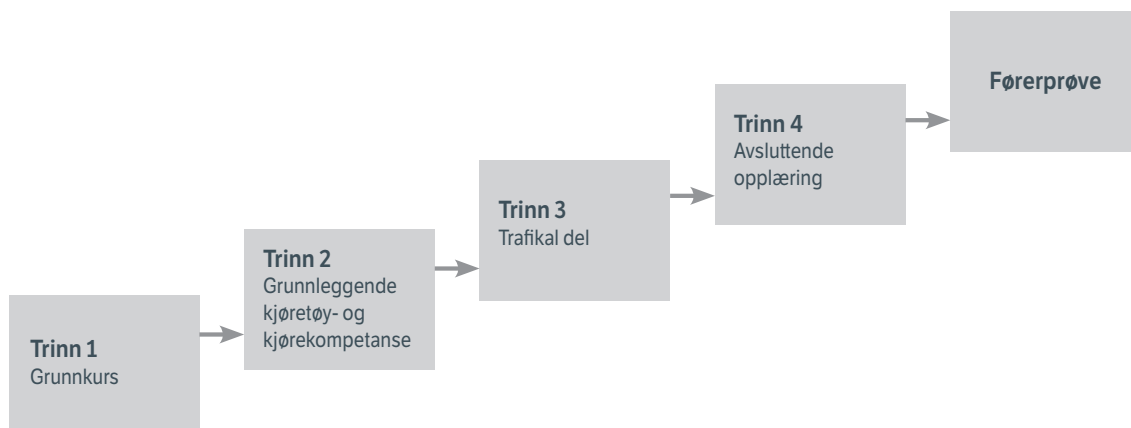 Trinn 1
Grunnkurs
Trinn 2
Grunnleggende
kjøretøy- og
kjørekompetanse
Trinn 3
Trafikal del
Trinn 4
Avsluttende
opplæring
Førerprøve